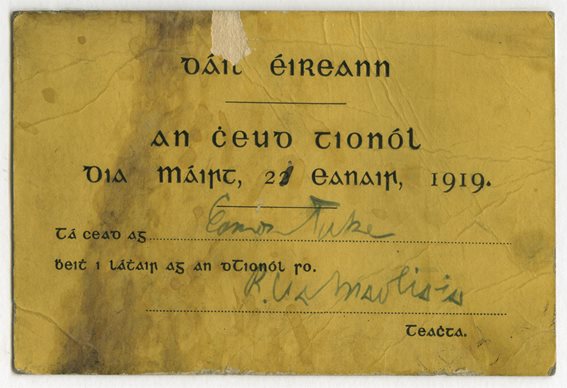 Dáil Éireann
An Ċeud Tionól
Dia Máirt, 21 Eanair, 1919.
Tá cead ag
ḃeiṫ i láṫair ag an dTionól so.
Teaċta.